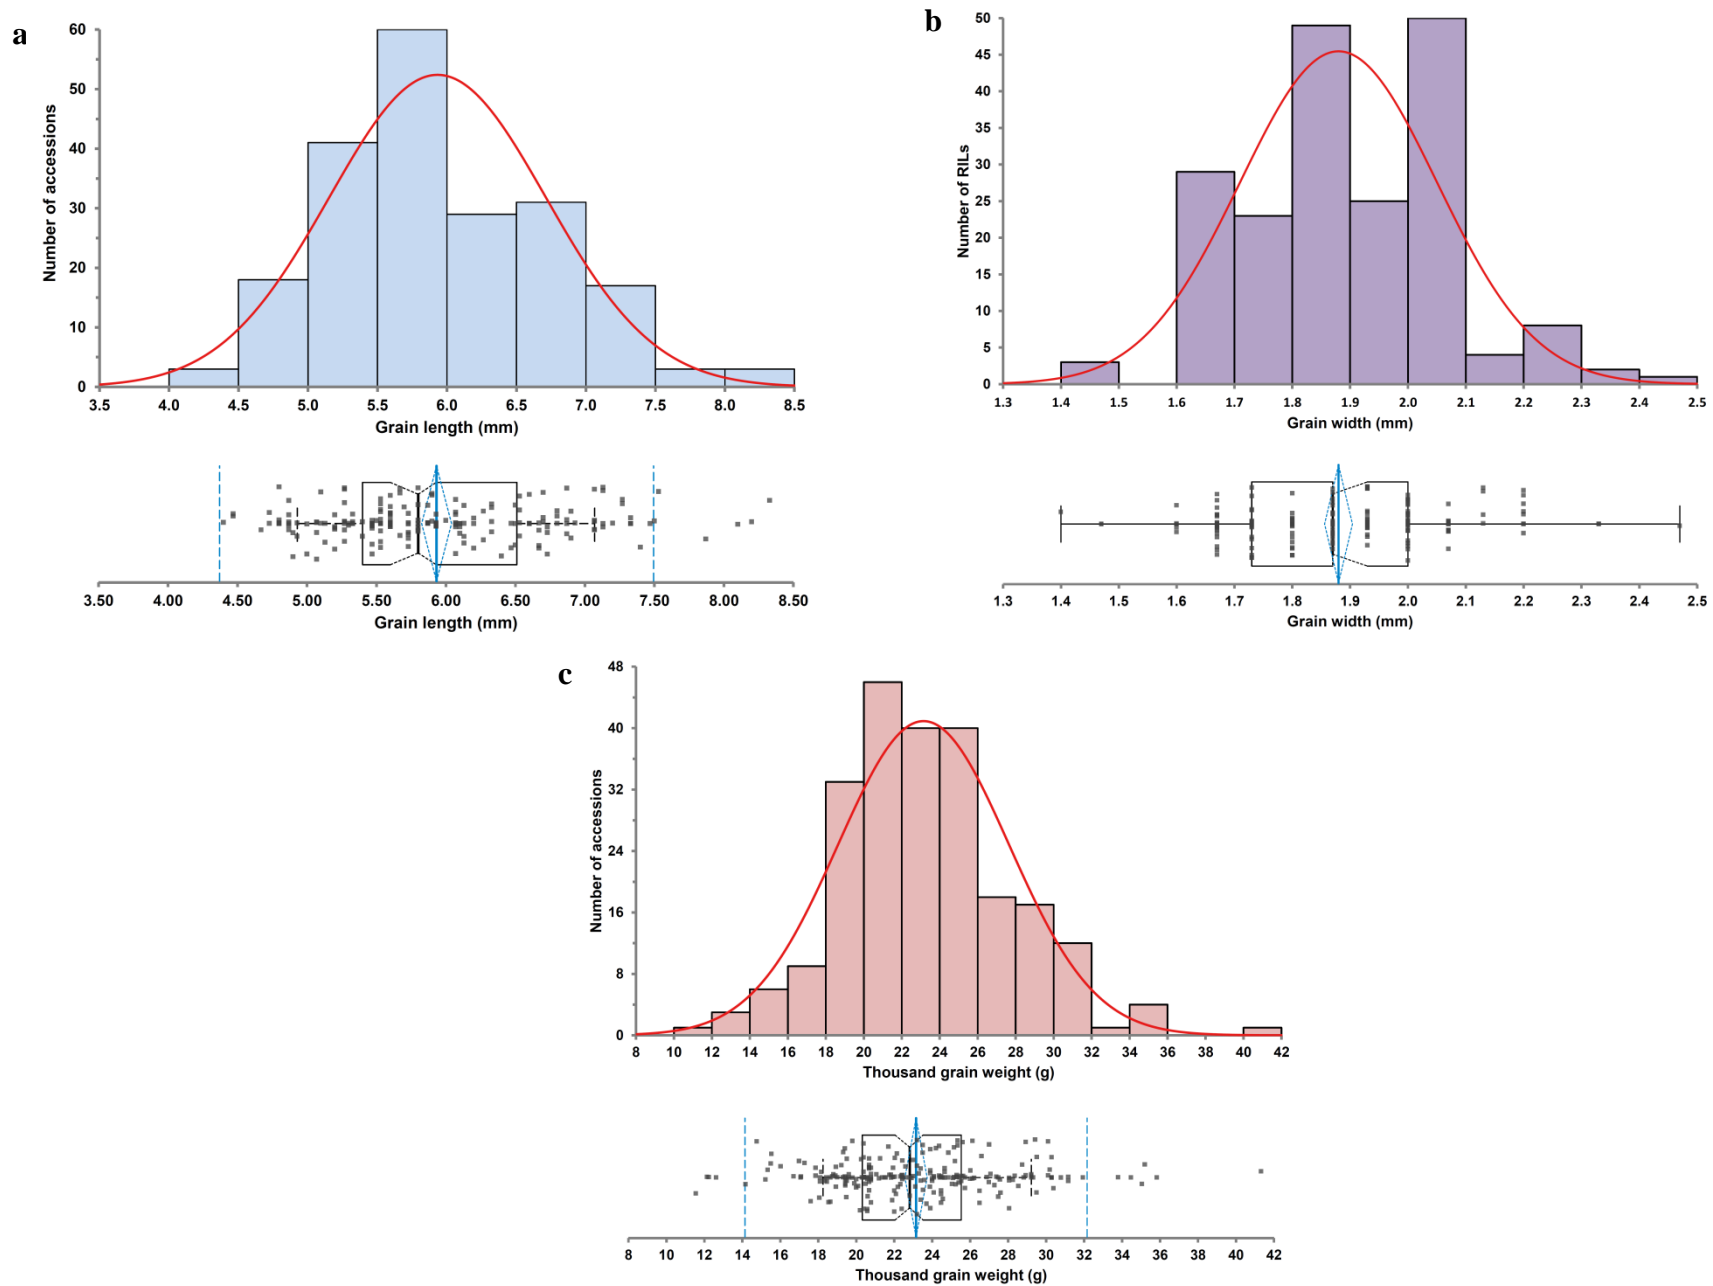 a
60
50
40
30
20
10
0
Number of accessions
3.5 4.0 4.5 5.0 5.5 6.0 6.5 7.0 7.5 8.0 8.5
Grain length (mm)
3.50 4.00 4.50 5.00 5.50 6.00 6.50 7.00 7.50 8.00 8.50
Grain length (mm)
b
50
45
40
35
30
25
20
15
10
5
0
Number of RILs
1.3 1.4 1.5 1.6 1.7 1.8 1.9 2.0 2.1 2.2 2.3 2.4 2.5
Grain width (mm)
1.3 1.4 1.5 1.6 1.7 1.8 1.9 2.0 2.1 2.2 2.3 2.4 2.5
Grain width (mm)
c
48
40
32
24
16
8
0
Number of accessions
8 10 12 14 16 18 20 22 24 26 28 30 32 34 36 38 40 42
Thousand grain weight (g)
8 10 12 14 16 18 20 22 24 26 28 30 32 34 36 38 40 42
Thousand grain weight (g)